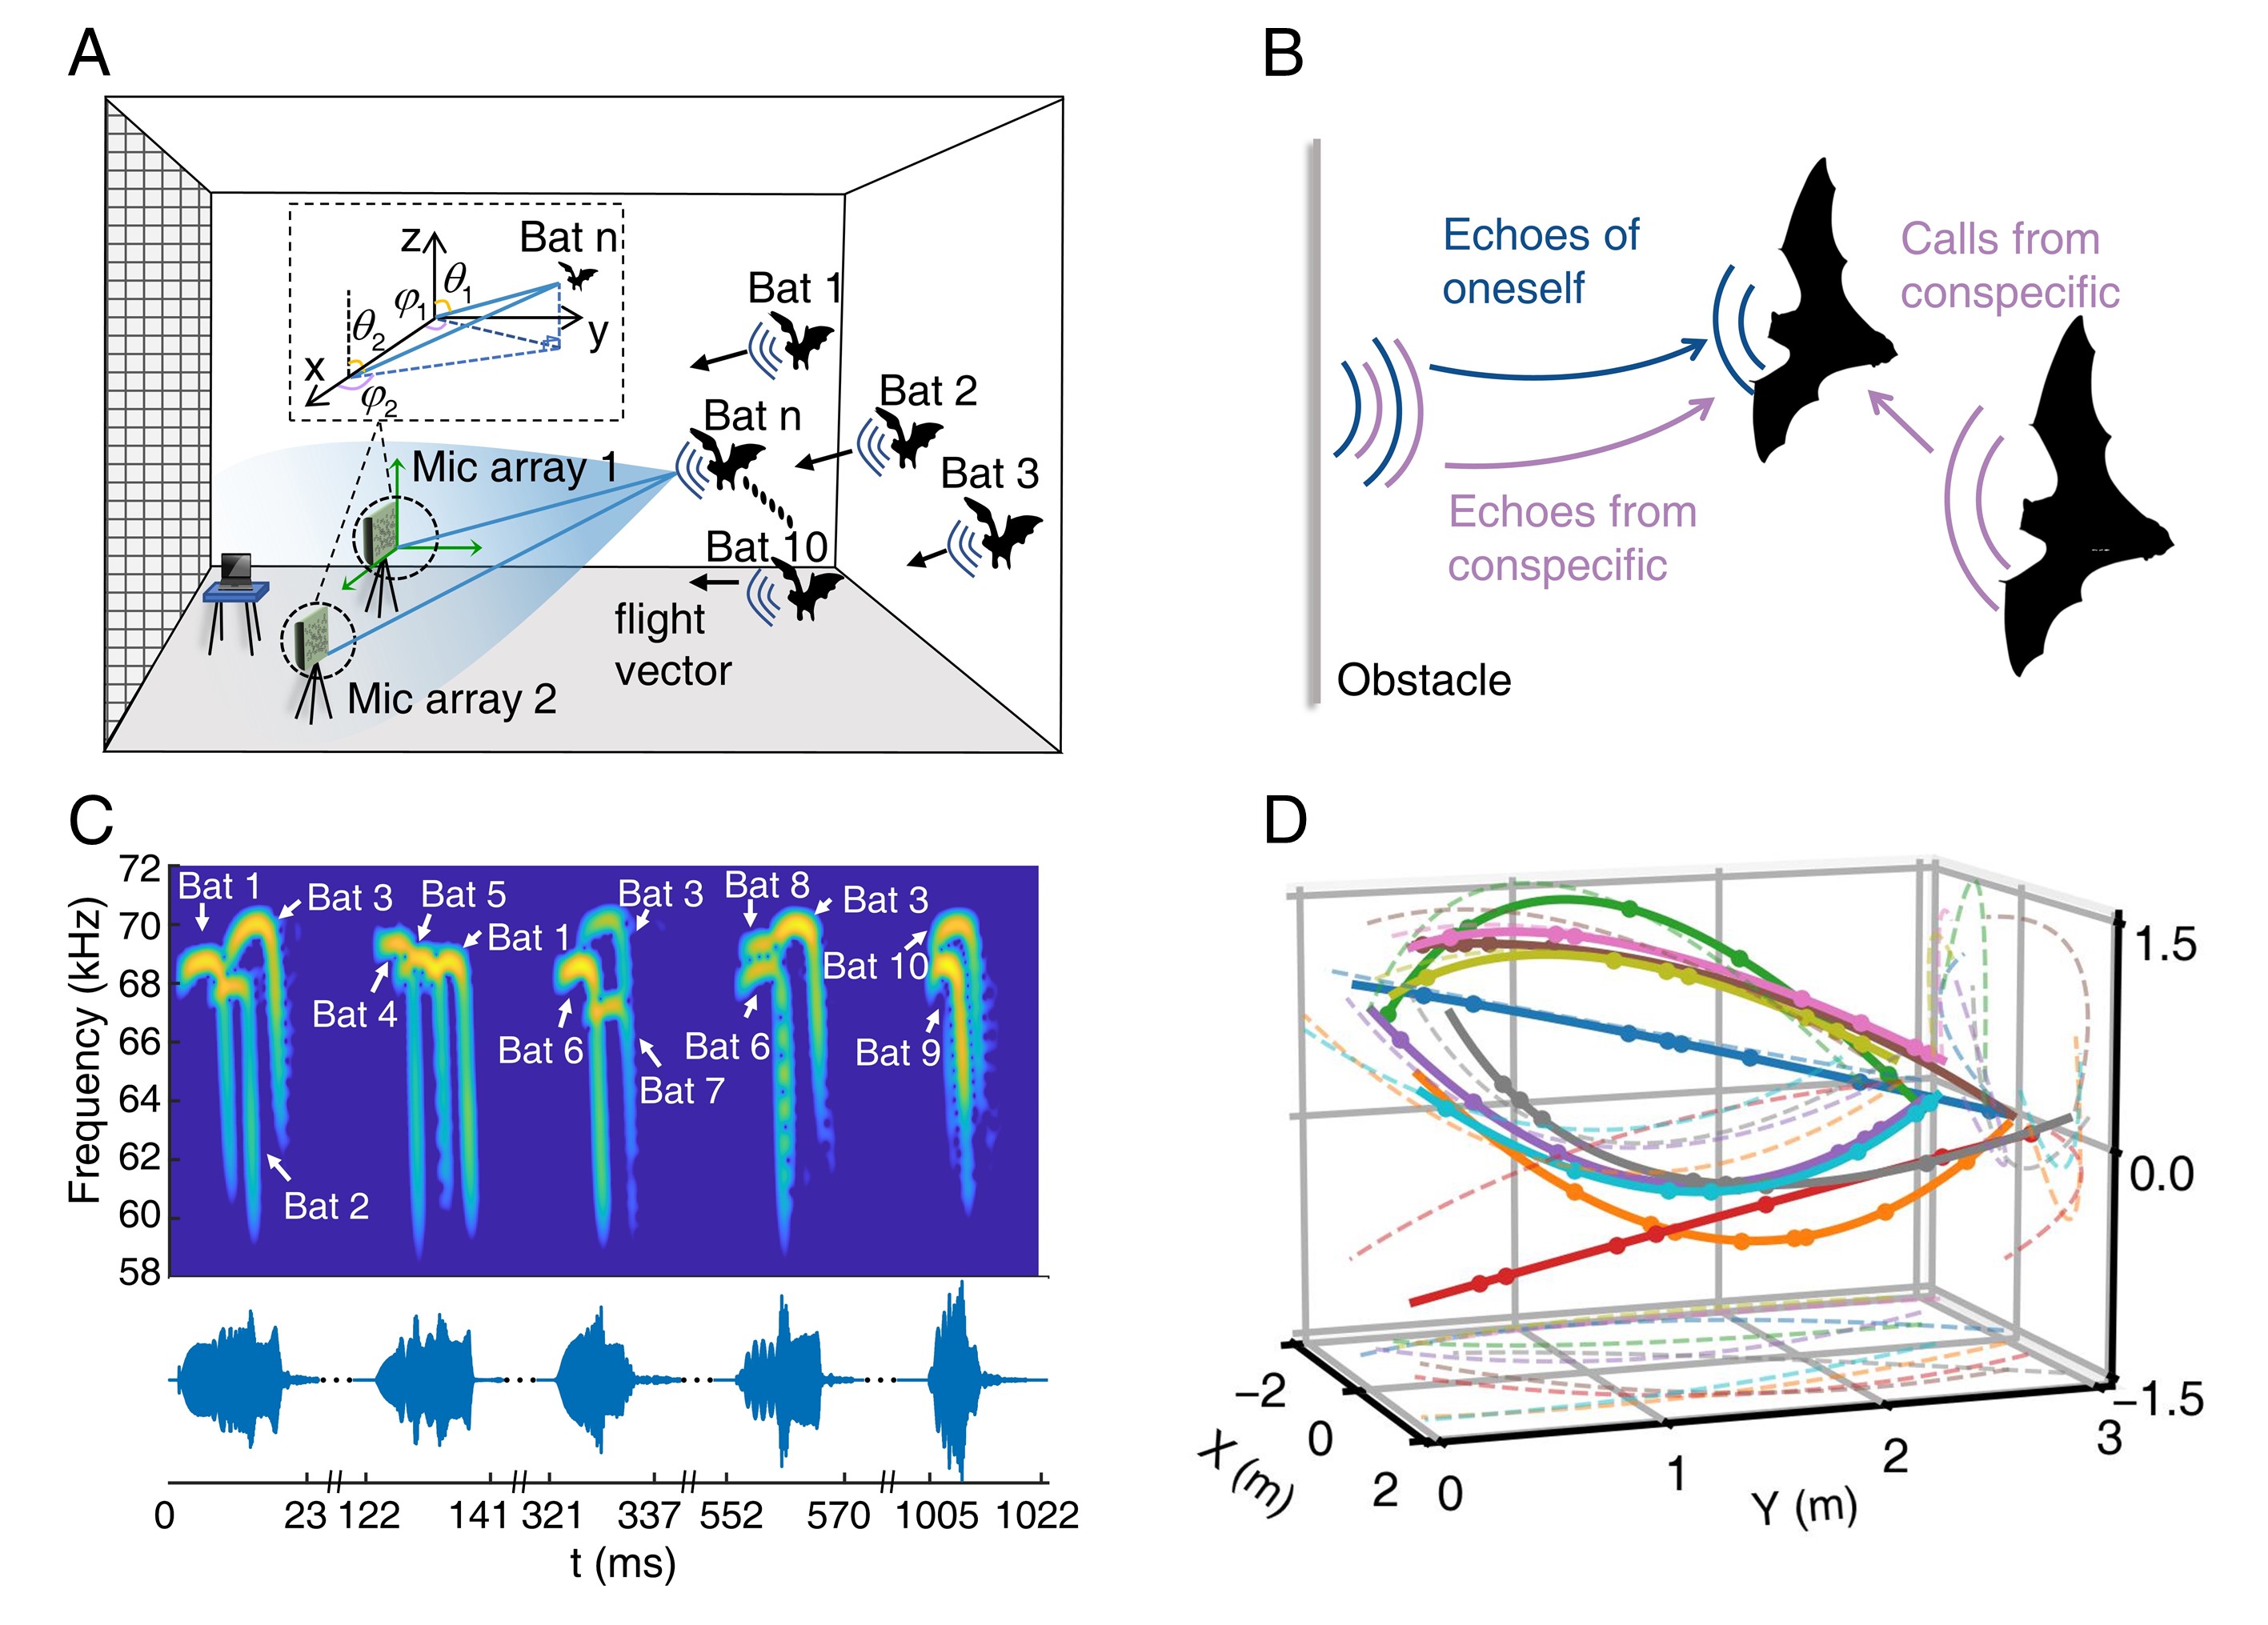 A
z
Bat n
θ1
φ1
θ2
y
x
φ2
Bat 1
Bat 2
Bat n
Bat 3
Mic array 1
Bat 10
flight
vector
Mic array 2
B
Echoes of
oneself
Calls from
conspecific
Echoes from
conspecific
Obstacle
C
Frequency (kHz)
72
70
68
66
64
62
60
58
Bat 1
Bat 3
Bat 2
Bat 5
Bat 1
Bat 4
Bat 3
Bat 6
Bat 7
Bat 8
Bat 3
Bat 6
Bat 10
Bat 9
0
23
122
141
321
337
552
570
1005
1022
t (ms)
D
1.5
0.0
−1.5
−2
0
2
X (m)
0
1
2
3
Y (m)